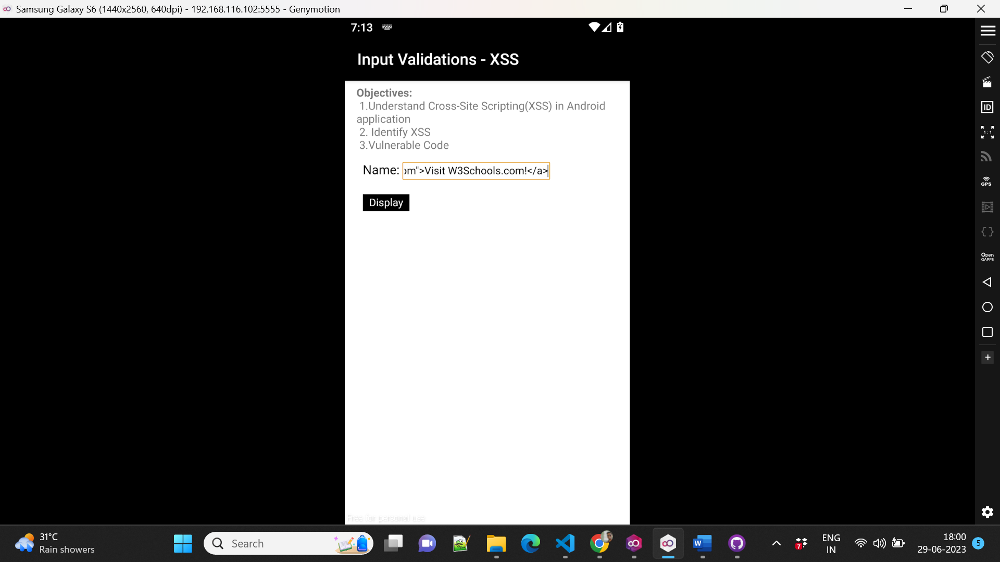 Samsung Galaxy S6 (1440x2560, 640dpi) - 192.168.116.102:5555 - Genymotion
7:13
Input Validations - XSS
Objectives:
1.Understand Cross-Site Scripting(XSS) in Android
application
2. Identify XSS
3.Vulnerable Code
Name: om">Visit W3Schools.com!</a>
Display
Free for personal use
ID
1:1
GPS
Open
GAPPS
31°C
Rain showers
Search
W
7
ENG
IN
18:00
29-06-2023
5